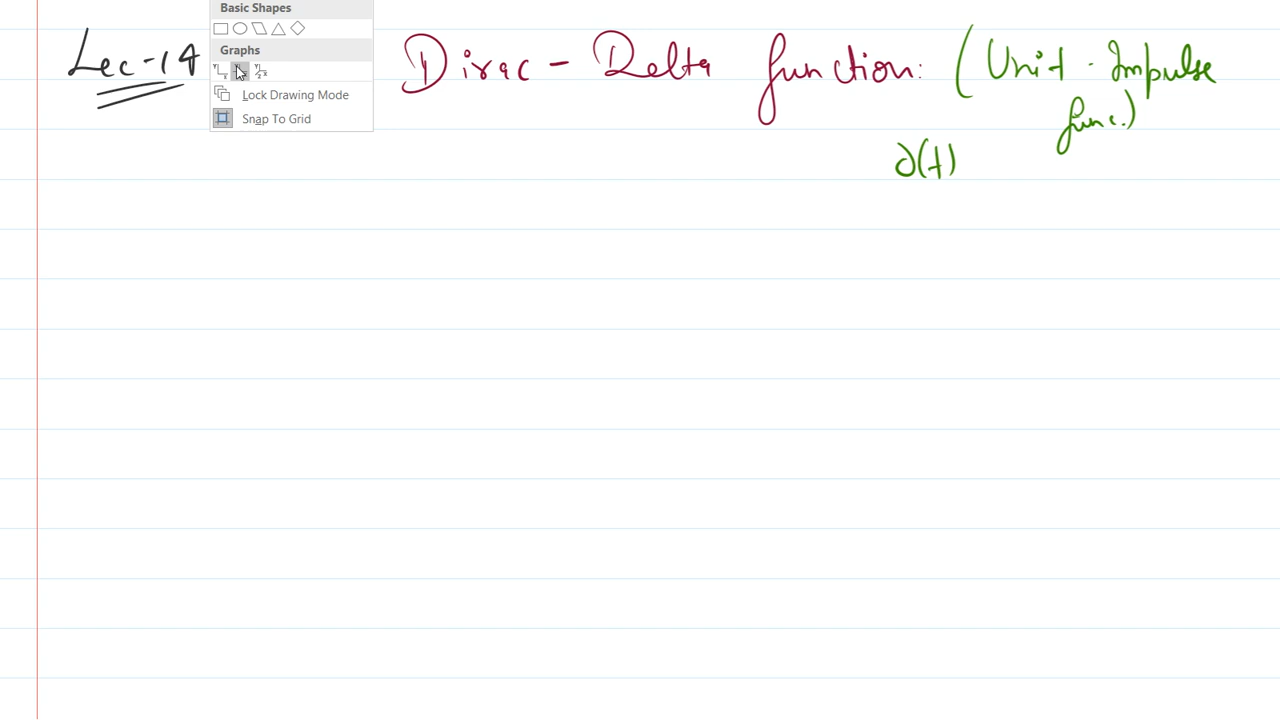 Basic Shapes
Graphs
Lock Drawing Mode
Snap To Grid
Lec-14 Dirac - Delta function: (Unit - Impulse
func.)
∂(t)